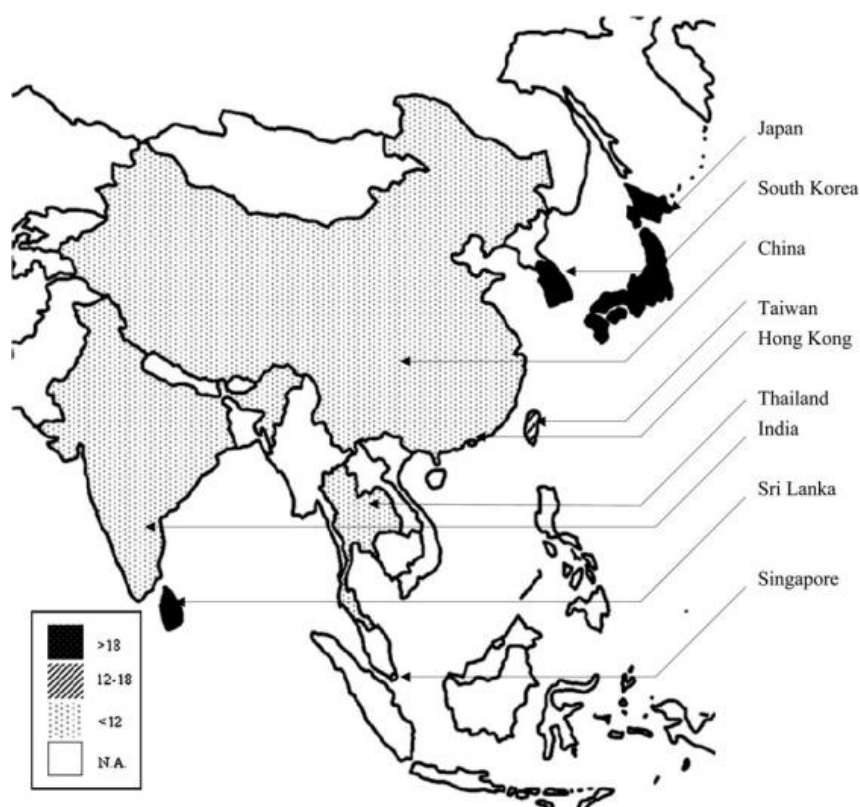 Japan
South Korea
China
Taiwan
Hong Kong
Thailand
India
Sri Lanka
Singapore
>18
12-18
<12
N.A.